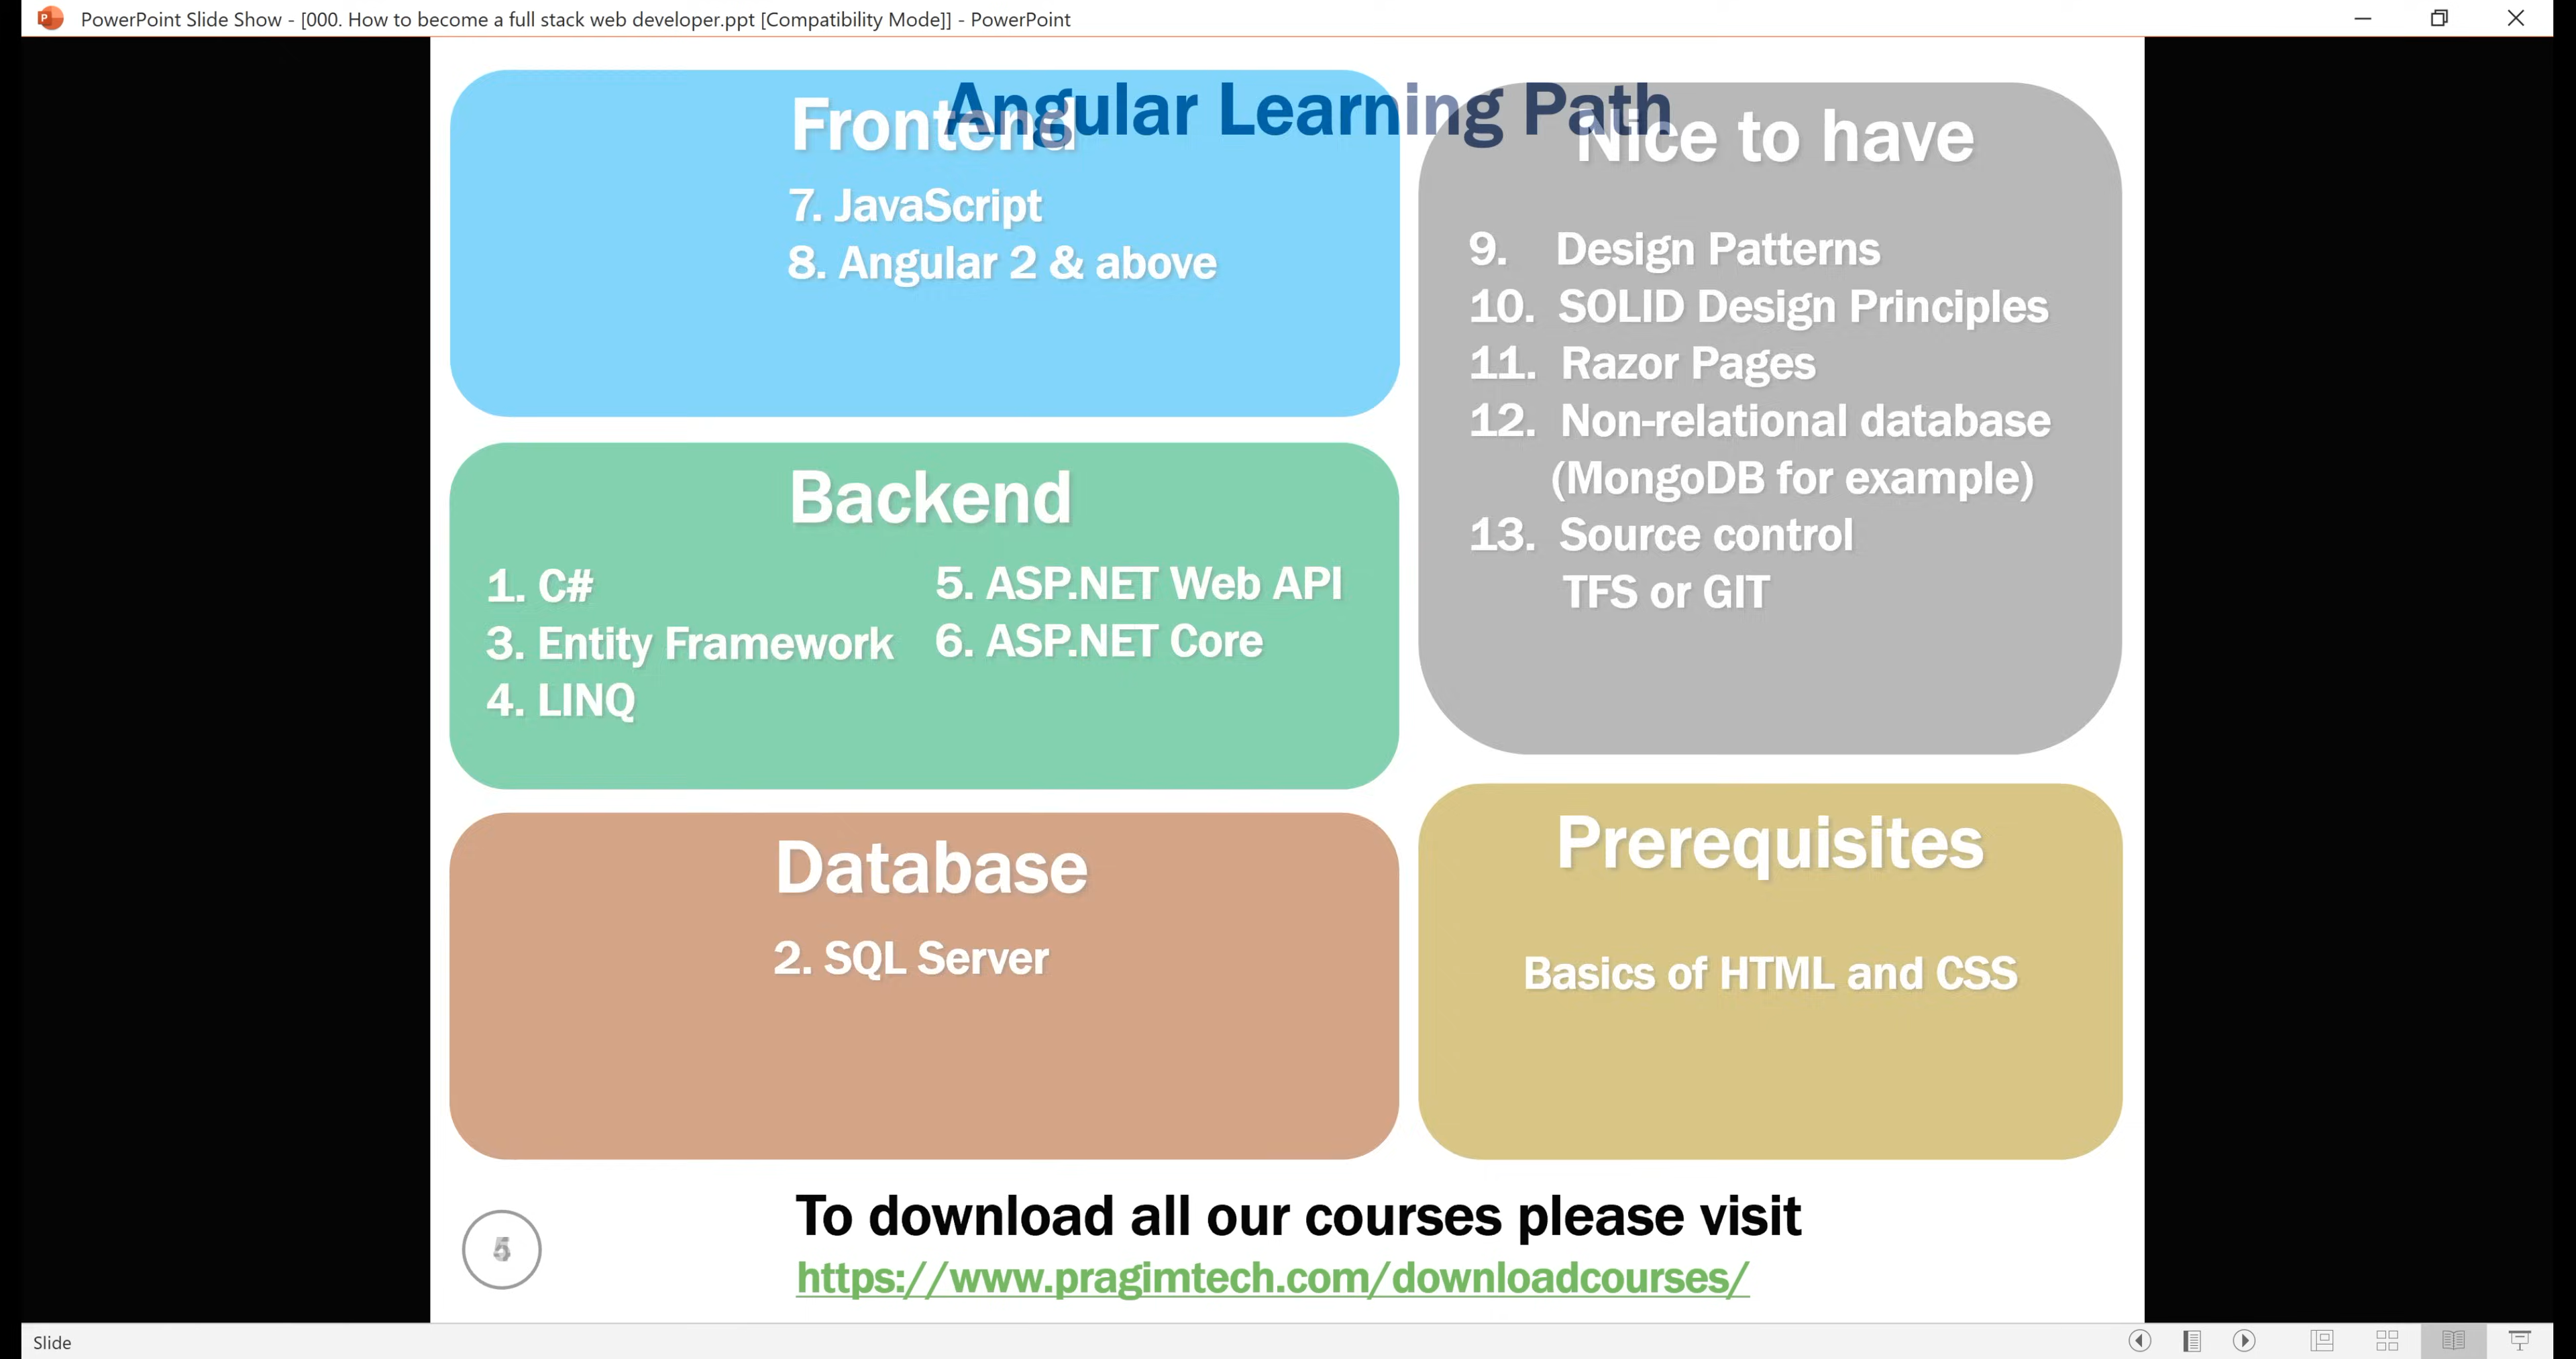 PowerPoint Slide Show - [000. How to become a full stack web developer.ppt [Compatibility Mode]] - PowerPoint
Angular Learning Path
Frontend
7. JavaScript
8. Angular 2 & above
Backend
1. C#
3. Entity Framework
4. LINQ
5. ASP.NET Web API
6. ASP.NET Core
Database
2. SQL Server
Nice to have
9. Design Patterns
10. SOLID Design Principles
11. Razor Pages
12. Non-relational database
(MongoDB for example)
13. Source control
TFS or GIT
Prerequisites
Basics of HTML and CSS
To download all our courses please visit
https://www.pragimtech.com/downloadcourses/
Slide